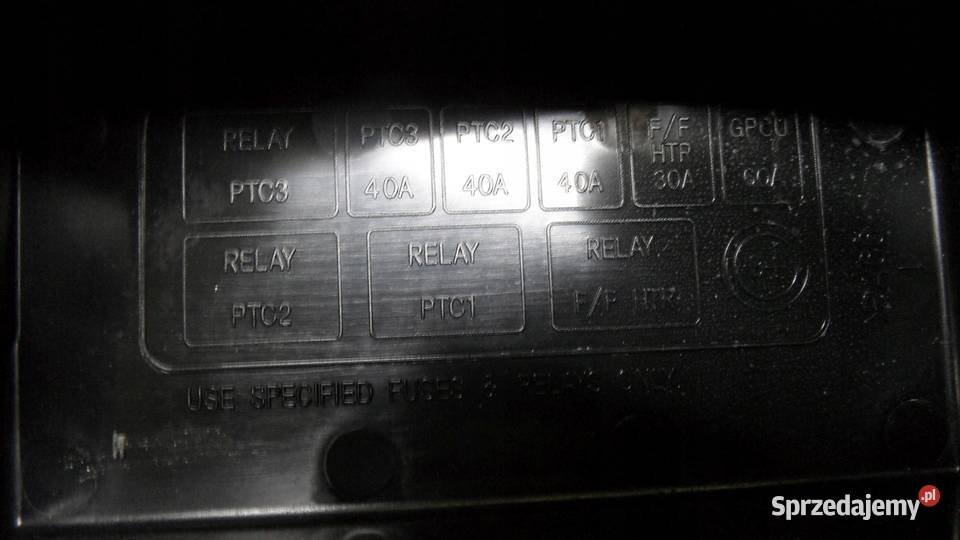 RELAY
PTC3
PTC3
40A
PTC2
40A
PTC1
40A
F/F
HTR
30A
GPCU
RELAY
PTC2
RELAY
PTC1
RELAY
F/F HTR
USE SPECIFIED FUSES & RELAYS ONLY.
Sprzedajemy.pl